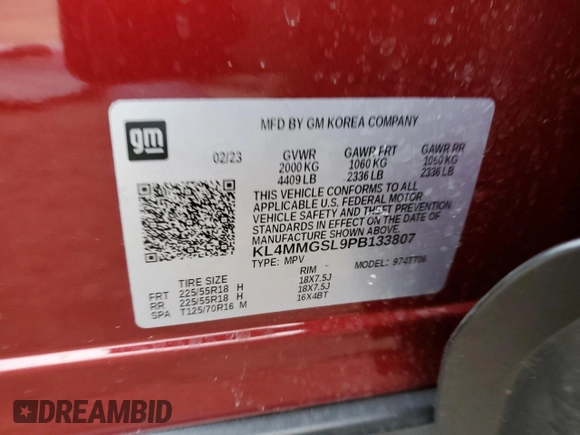 gm
MFD BY GM KOREA COMPANY
02/23 GVWR GAWR FRT GAWR RR
2000 KG 1060 KG 1060 KG
4409 LB 2336 LB 2336 LB
THIS VEHICLE CONFORMS TO ALL
APPLICABLE U.S. FEDERAL MOTOR
VEHICLE SAFETY AND THEFT PREVENTION
STANDARDS IN EFFECT ON THE DATE OF
MANUFACTURE SHOWN ABOVE.
KL4MMGSL9PB133807
TYPE: MPV MODEL: 974TT06
TIRE SIZE RIM
FRT 225/55R18 H 18X7.5J
RR 225/55R18 H 18X7.5J
SPA T125/70R16 M 16X4BT
DREAMBID